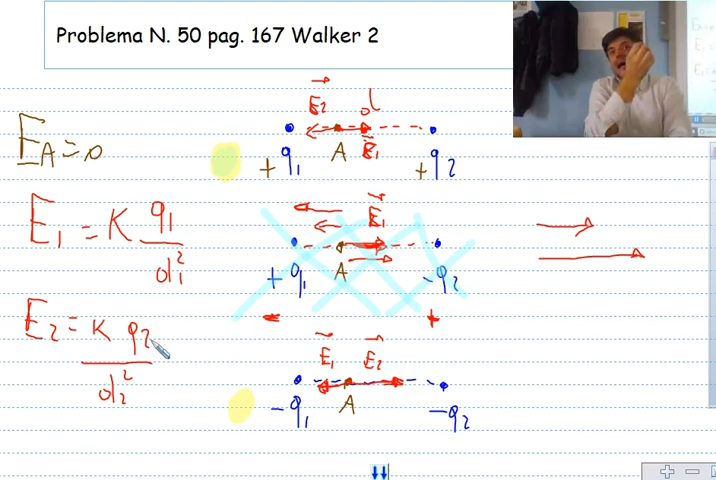 Problema N. 50 pag. 167 Walker 2
E_A = 0
E₂ d
A E₁
+q₁ +q₂
E₁ = K q₁
d₁²
E₁
A
+q₁ -q₂
- +
E₂ = K q₂
d₂²
E₁ E₂
-q₁ A -q₂